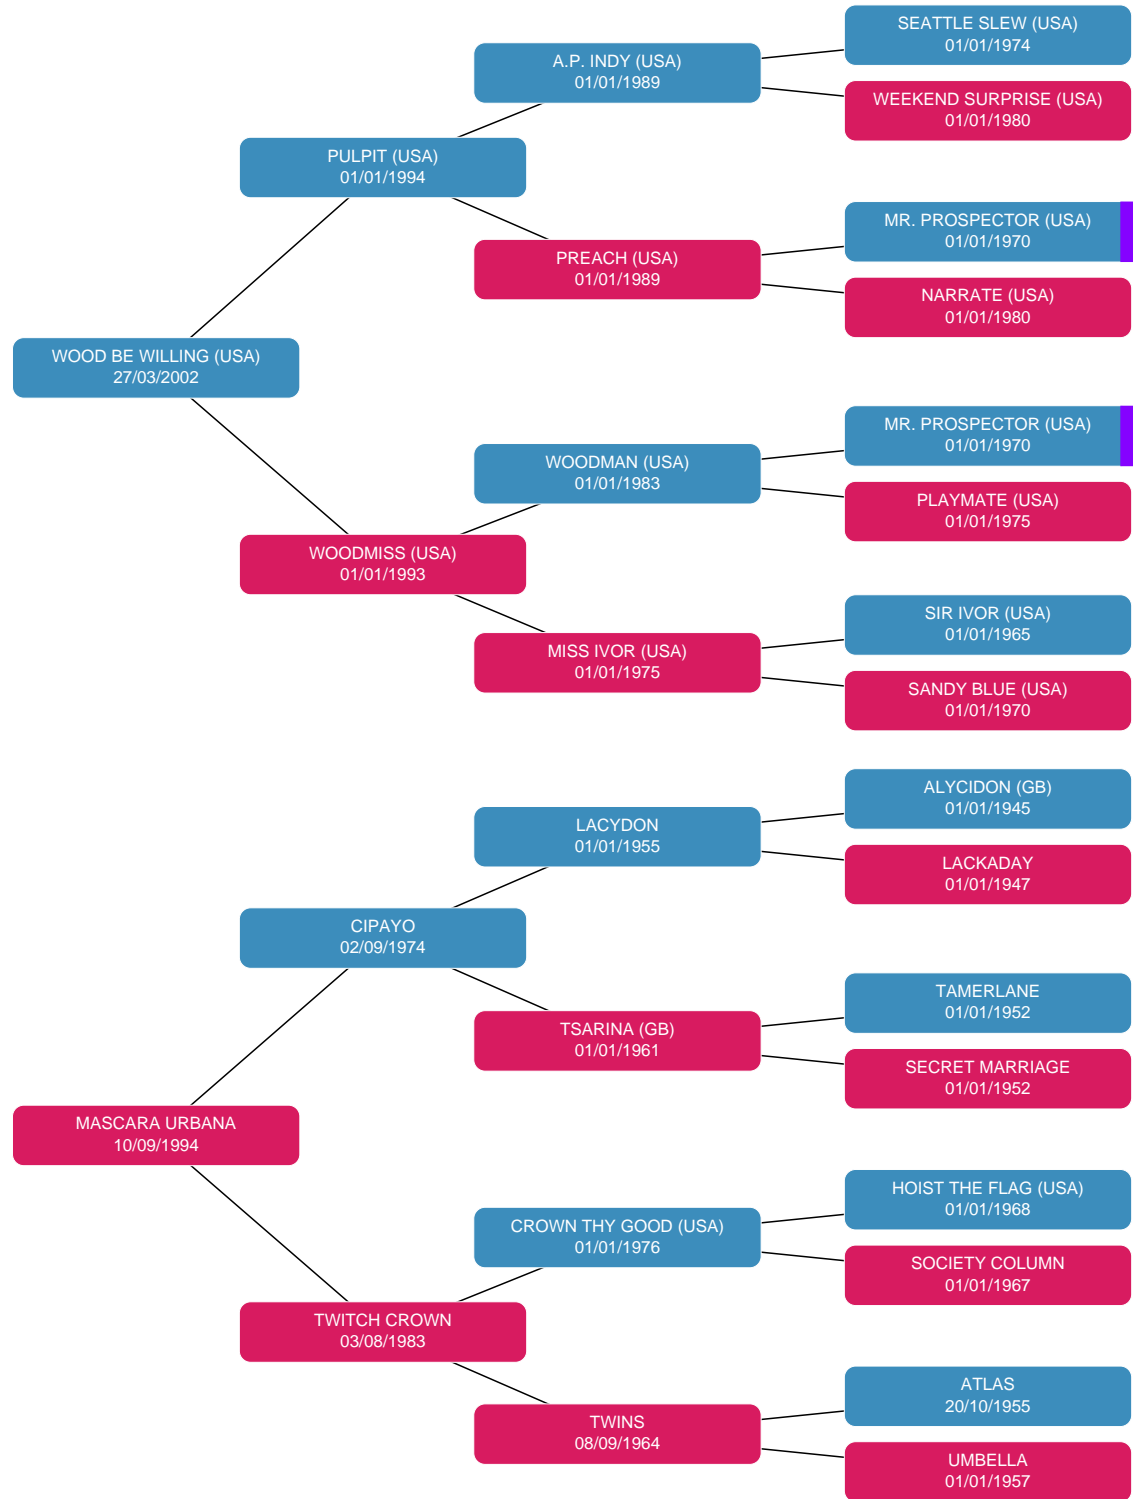 SEATTLE SLEW (USA)
01/01/1974
A.P. INDY (USA)
01/01/1989
WEEKEND SURPRISE (USA)
01/01/1980
PULPIT (USA)
01/01/1994
MR. PROSPECTOR (USA)
01/01/1970
PREACH (USA)
01/01/1989
NARRATE (USA)
01/01/1980
WOOD BE WILLING (USA)
27/03/2002
MR. PROSPECTOR (USA)
01/01/1970
WOODMAN (USA)
01/01/1983
PLAYMATE (USA)
01/01/1975
WOODMISS (USA)
01/01/1993
SIR IVOR (USA)
01/01/1965
MISS IVOR (USA)
01/01/1975
SANDY BLUE (USA)
01/01/1970
ALYCIDON (GB)
01/01/1945
LACYDON
01/01/1955
LACKADAY
01/01/1947
CIPAYO
02/09/1974
TAMERLANE
01/01/1952
TSARINA (GB)
01/01/1961
SECRET MARRIAGE
01/01/1952
MASCARA URBANA
10/09/1994
HOIST THE FLAG (USA)
01/01/1968
CROWN THY GOOD (USA)
01/01/1976
SOCIETY COLUMN
01/01/1967
TWITCH CROWN
03/08/1983
ATLAS
20/10/1955
TWINS
08/09/1964
UMBELLA
01/01/1957